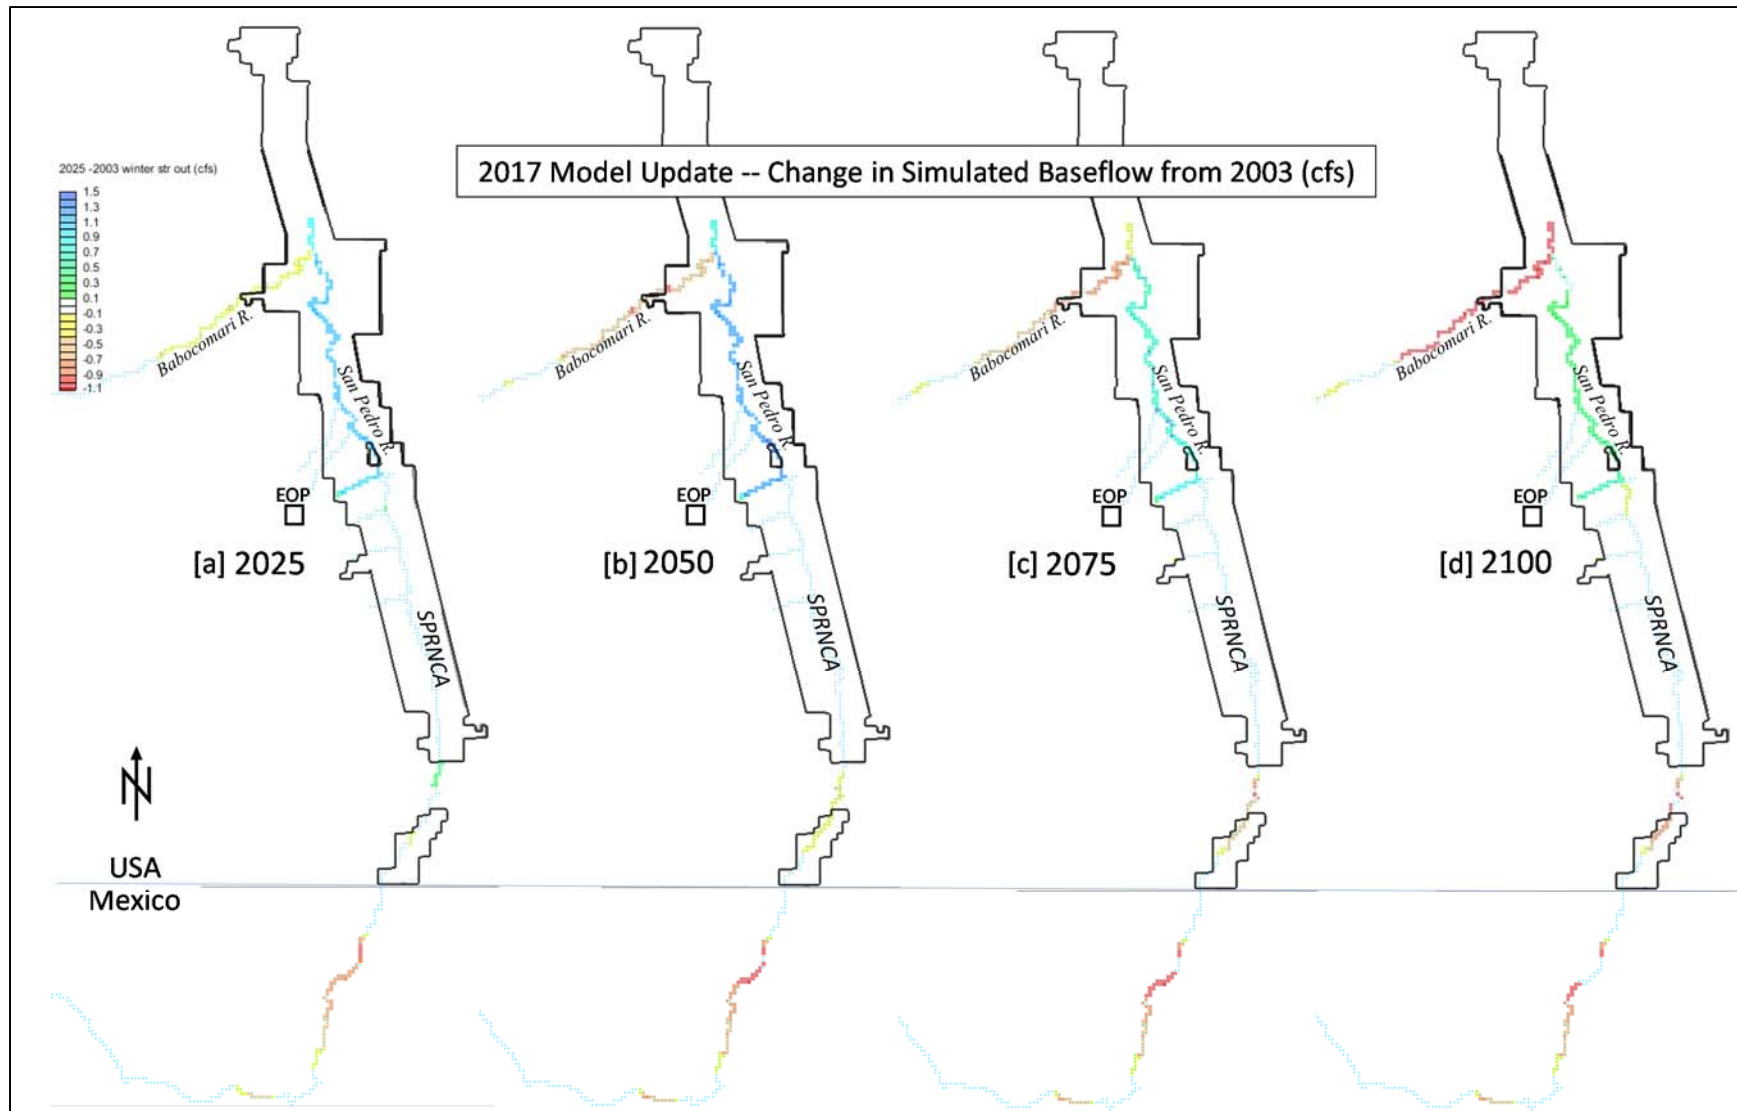 2017 Model Update -- Change in Simulated Baseflow from 2003 (cfs)
2025 -2003 winter str out (cfs)
1.5
1.3
1.1
0.9
0.7
0.5
0.3
0.1
-0.1
-0.3
-0.5
-0.7
-0.9
-1.1
Babocomari R.
San Pedro R.
EOP
[a] 2025
SPRNCA
Babocomari R.
San Pedro R.
EOP
[b] 2050
SPRNCA
Babocomari R.
San Pedro R.
EOP
[c] 2075
SPRNCA
Babocomari R.
San Pedro R.
EOP
[d] 2100
SPRNCA
N
USA
Mexico